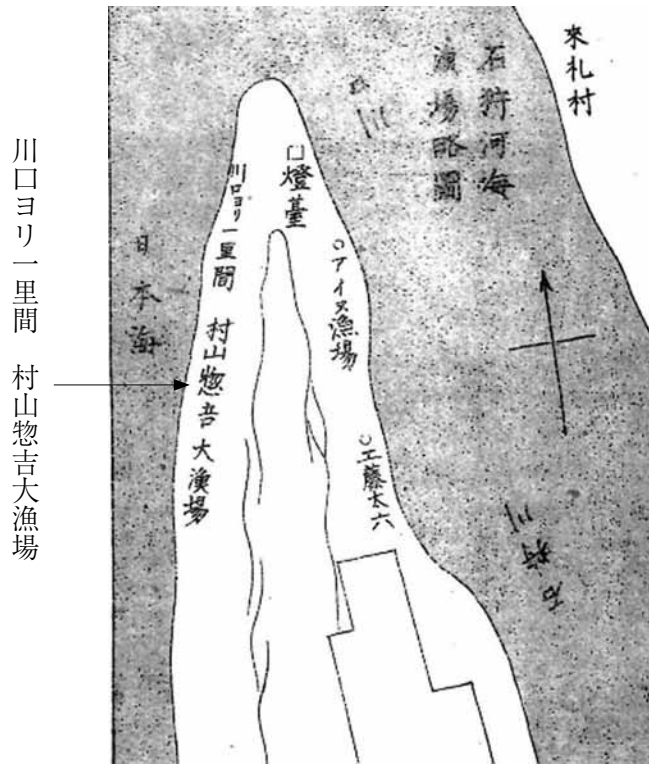 來札村
石狩河海
漁場略圖
石狩川
□燈臺
○アイヌ漁場
○工藤太六
川口ヨリ一里間 村山惣吉大漁場
日本海
川口ヨリ一里間 村山惣吉大漁場